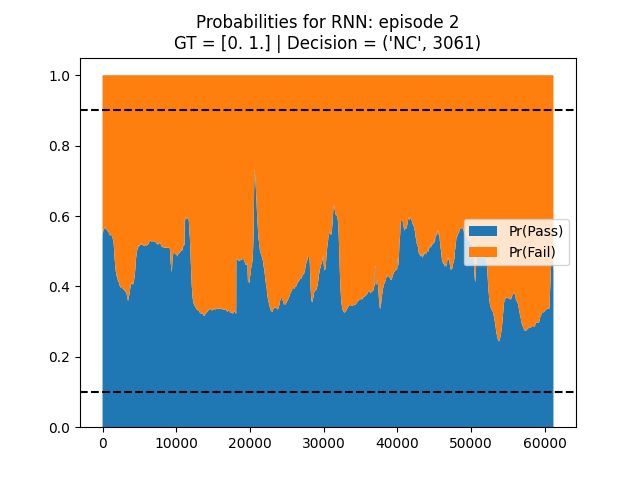 Probabilities for RNN: episode 2
GT = [0. 1.] | Decision = ('NC', 3061)
1.0
0.8
0.6
0.4
0.2
0.0
Pr(Pass)
Pr(Fail)
0 10000 20000 30000 40000 50000 60000